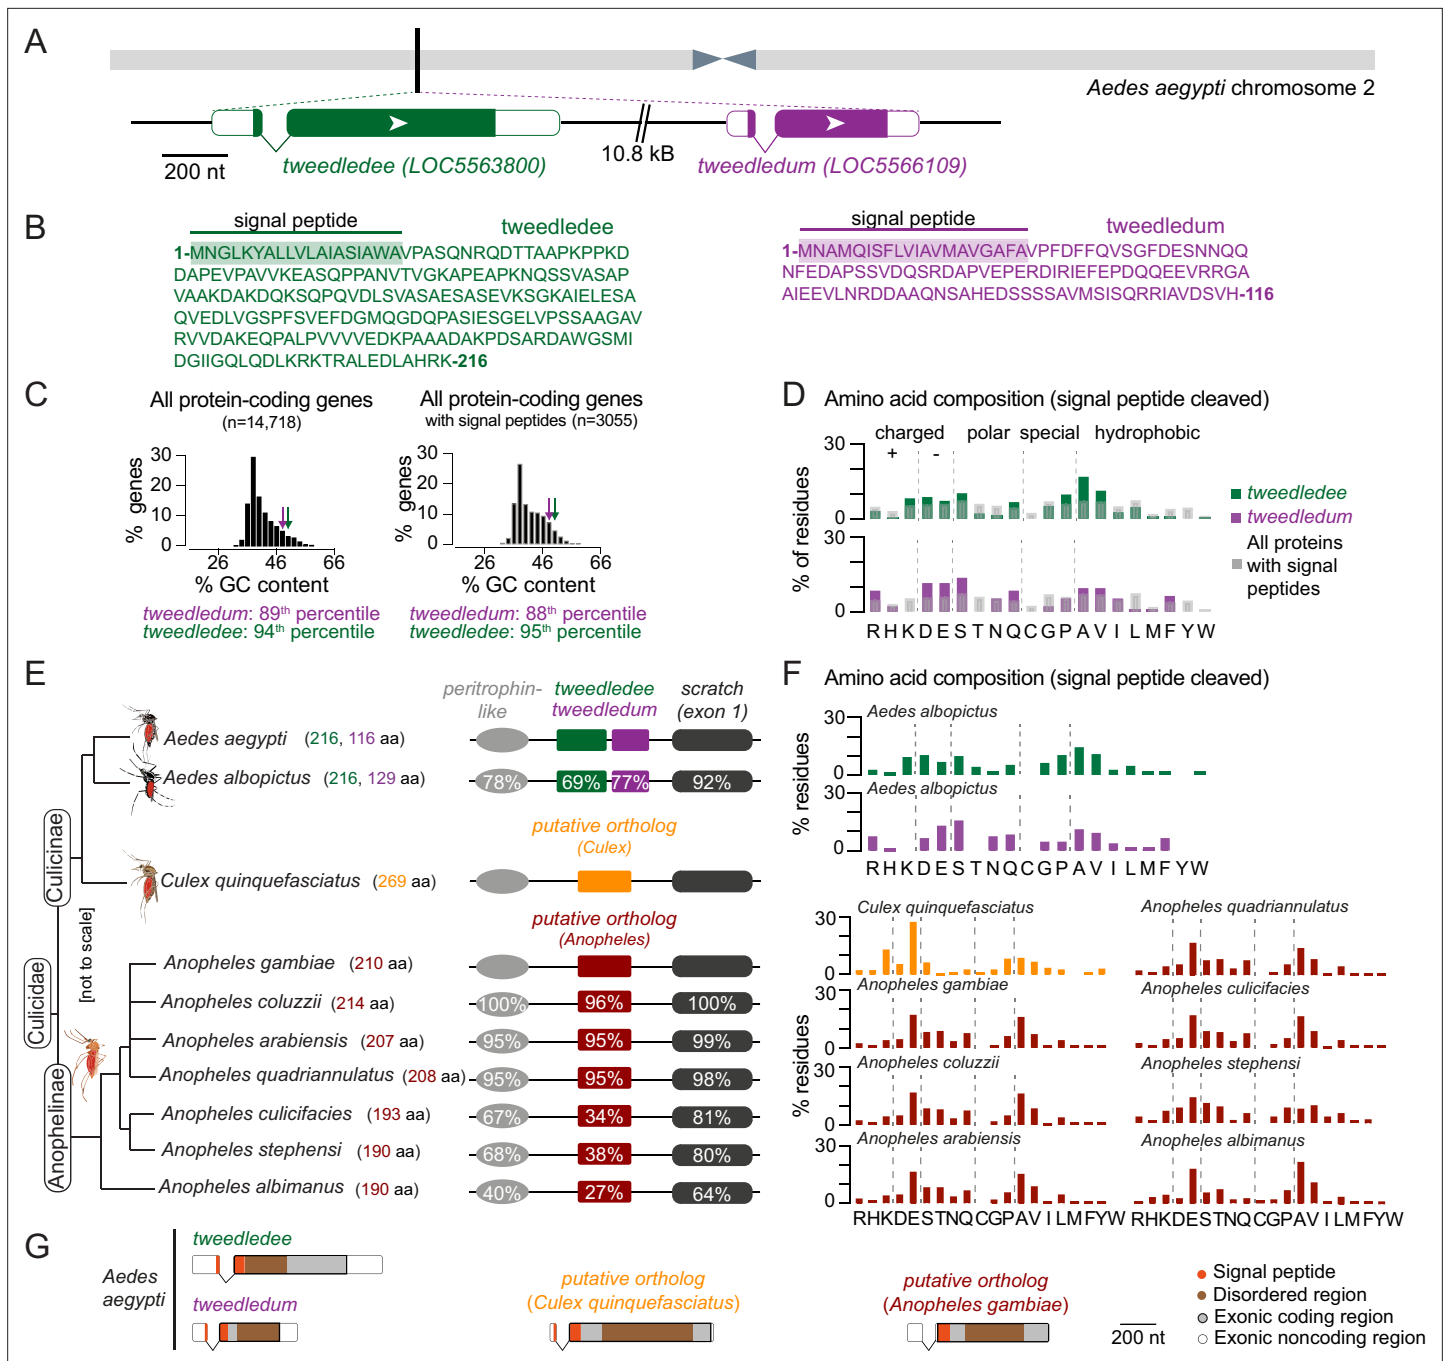 A
Aedes aegypti chromosome 2
200 nt
tweedledee (LOC5563800)
10.8 kB
tweedledum (LOC5566109)
B
signal peptide
tweedledee
1-MNGLKYALLVLAIASIAWAVPASQNRQDTTAAPKPPKD
DAPEVPAVVKEASQPPANVTVGKAPEAPKNQSSVASAP
VAAKDAKDQKSQPQVDLSVASAESASEVKSGKAIELESA
QVEDLVGSPFSVEFDGMQGDQPASIESGELVPSSAAGAV
RVVDAKEQPALPVVVVEDKPAAADAKPDSARDAWGSMI
DGIIGQLQDLKRKTRALEDLAHRK-216
signal peptide
tweedledum
1-MNAMQISFLVIAVMAVGAFAVPFDFFQVSGFDESNNQQ
NFEDAPSSVDQSRDAPVEPERDIRIEFEPDQQEEVRRGA
AIEEVLNRDDAAQNSAHEDSSSSAVMSISQRRIAVDSVH-116
C
All protein-coding genes
(n=14,718)
% genes
30
20
10
0
26
46
66
% GC content
tweedledum: 89th percentile
tweedledee: 94th percentile
All protein-coding genes
with signal peptides (n=3055)
% genes
30
20
10
0
26
46
66
% GC content
tweedledum: 88th percentile
tweedledee: 95th percentile
D
Amino acid composition (signal peptide cleaved)
charged
polar
special
hydrophobic
+
-
30
0
30
0
% of residues
R H K D E S T N Q C G P A V I L M F Y W
tweedledee
tweedledum
All proteins
with signal
peptides
E
peritrophin-
like
tweedledee
tweedledum
scratch
(exon 1)
Aedes aegypti (216, 116 aa)
Aedes albopictus (216, 129 aa)
78%
69%
77%
92%
putative ortholog
(Culex)
Culex quinquefasciatus (269 aa)
putative ortholog
(Anopheles)
Anopheles gambiae (210 aa)
Anopheles coluzzii (214 aa)
100%
96%
100%
Anopheles arabiensis (207 aa)
95%
95%
99%
Anopheles quadriannulatus (208 aa)
95%
95%
98%
Anopheles culicifacies (193 aa)
67%
34%
81%
Anopheles stephensi (190 aa)
68%
38%
80%
Anopheles albimanus (190 aa)
40%
27%
64%
Culicinae
Culicidae
Anophelinae
[not to scale]
F
Amino acid composition (signal peptide cleaved)
% residues
30
0
Aedes albopictus
30
0
Aedes albopictus
R H K D E S T N Q C G P A V I L M F Y W
% residues
30
0
Culex quinquefasciatus
30
0
Anopheles gambiae
30
0
Anopheles coluzzii
30
0
Anopheles arabiensis
RHKDESTNQCGPAVILMFYW
Anopheles quadriannulatus
Anopheles culicifacies
Anopheles stephensi
Anopheles albimanus
RHKDESTNQCGPAVILMFYW
G
Aedes
aegypti
tweedledee
tweedledum
putative ortholog
(Culex quinquefasciatus)
putative ortholog
(Anopheles gambiae)
200 nt
Signal peptide
Disordered region
Exonic coding region
Exonic noncoding region